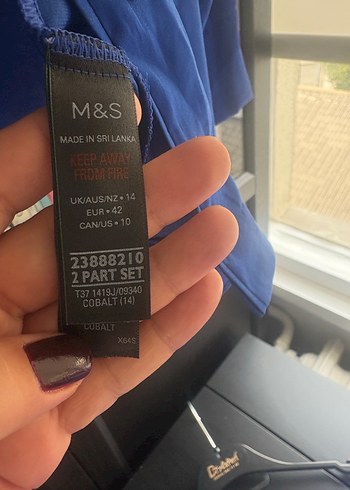 M&S
MADE IN SRI LANKA
KEEP AWAY
FROM FIRE
UK/AUS/NZ • 14
EUR • 42
CAN/US • 10
23888210
2 PART SET
T37 1419J/09340
COBALT (14)
COBALT
X64S